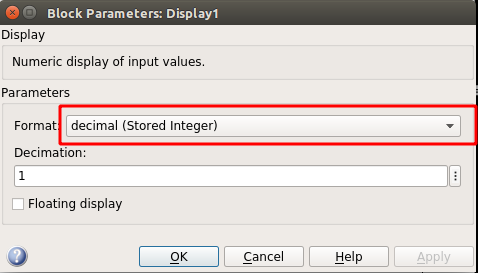 Block Parameters: Display1
Display
Numeric display of input values.
Parameters
Format: decimal (Stored Integer)
Decimation:
1
Floating display
OK Cancel Help Apply